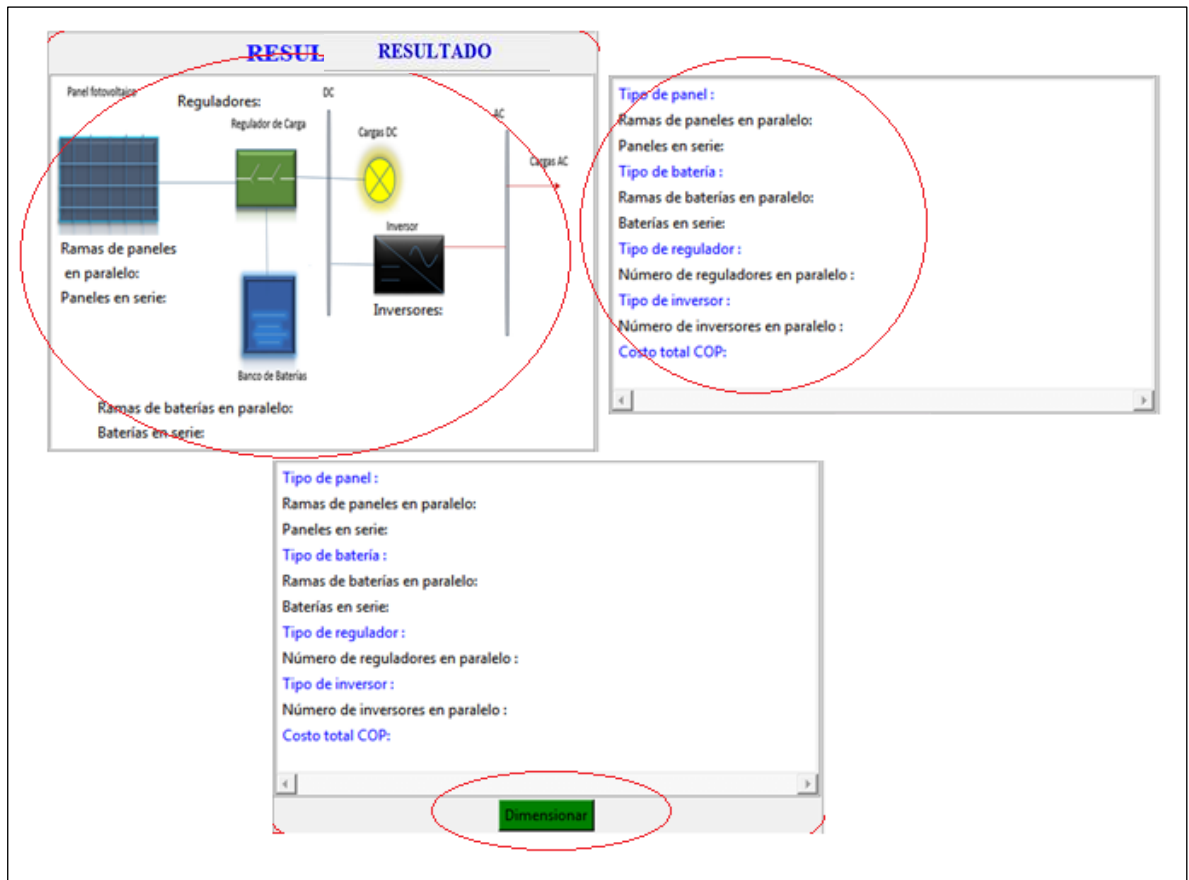 RESUL RESULTADO
Panel fotovoltaico
Reguladores:
DC
Regulador de Carga
Cargas DC
AC
Cargas AC
Inversor
Ramas de paneles
en paralelo:
Paneles en serie:
Inversores:
Banco de Baterias
Ramas de baterías en paralelo:
Baterías en serie:
Tipo de panel :
Ramas de paneles en paralelo:
Paneles en serie:
Tipo de batería :
Ramas de baterías en paralelo:
Baterías en serie:
Tipo de regulador :
Número de reguladores en paralelo :
Tipo de inversor :
Número de inversores en paralelo :
Costo total COP:
Tipo de panel :
Ramas de paneles en paralelo:
Paneles en serie:
Tipo de batería :
Ramas de baterías en paralelo:
Baterías en serie:
Tipo de regulador :
Número de reguladores en paralelo :
Tipo de inversor :
Número de inversores en paralelo :
Costo total COP:
Dimensionar